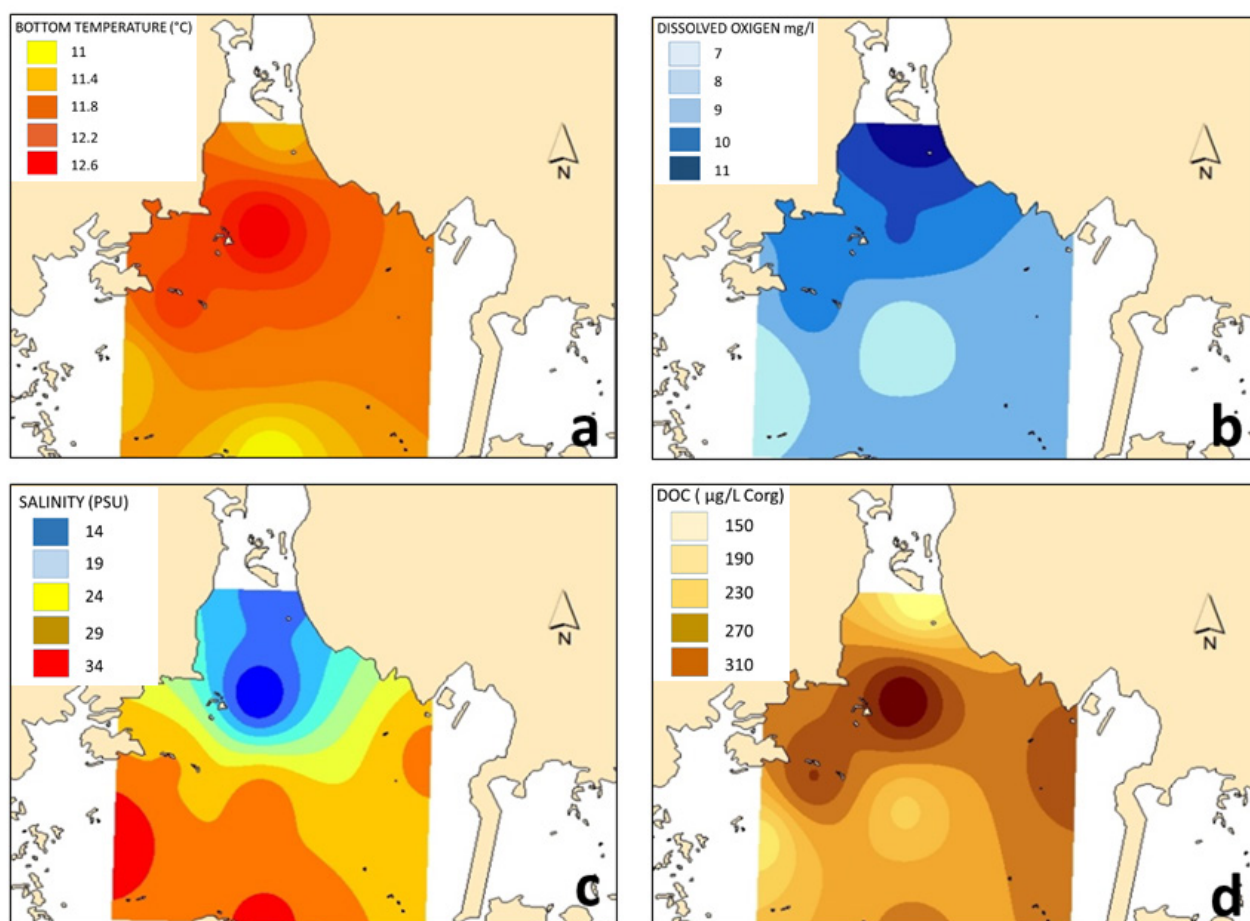 BOTTOM TEMPERATURE (°C)
11
11.4
11.8
12.2
12.6
N
a
DISSOLVED OXIGEN mg/l
7
8
9
10
11
N
b
SALINITY (PSU)
14
19
24
29
34
N
c
DOC ( µg/L Corg)
150
190
230
270
310
N
d